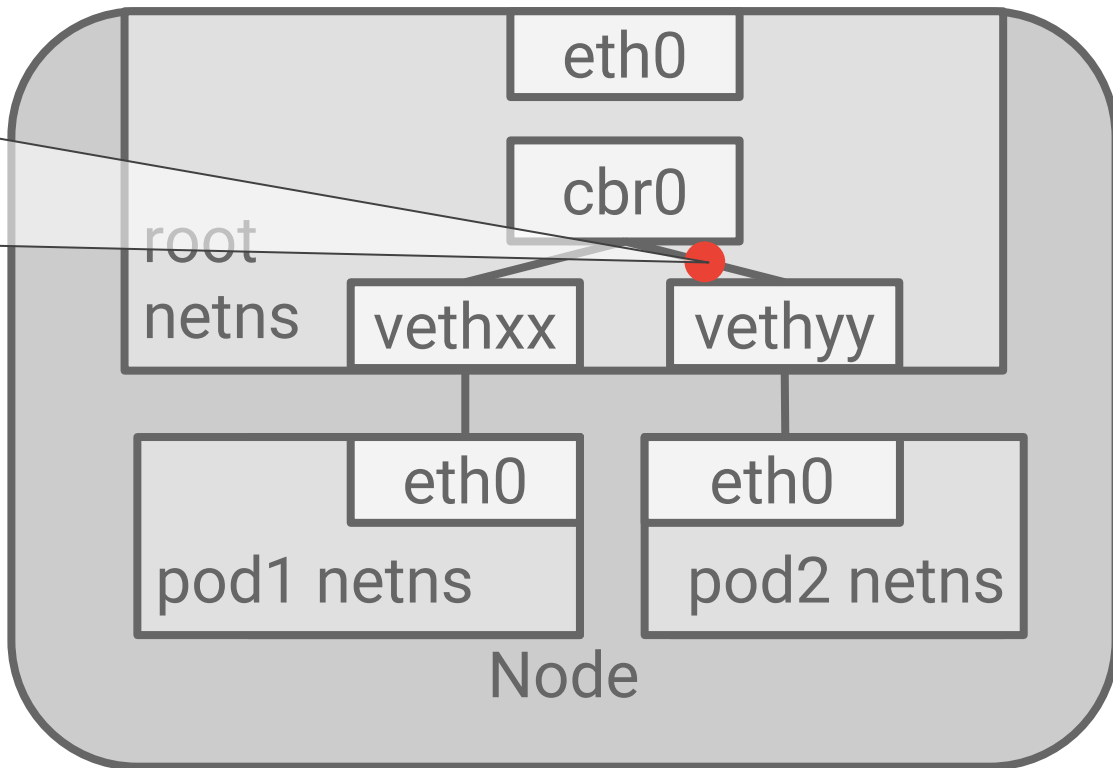 eth0
cbr0
root
netns
vethxx
vethyy
eth0
eth0
pod1 netns
pod2 netns
Node